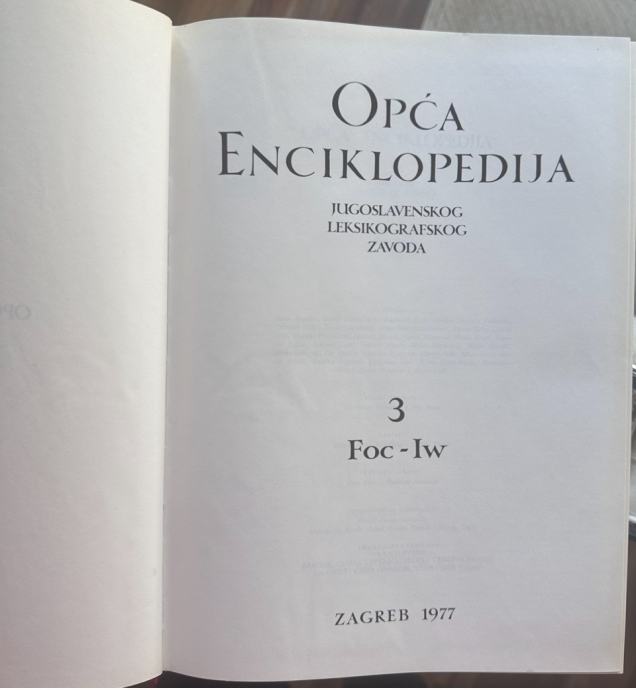 OPĆA
ENCIKLOPEDIJA
JUGOSLAVENSKOG
LEKSIKOGRAFSKOG
ZAVODA
3
Foc - Iw
ZAGREB 1977